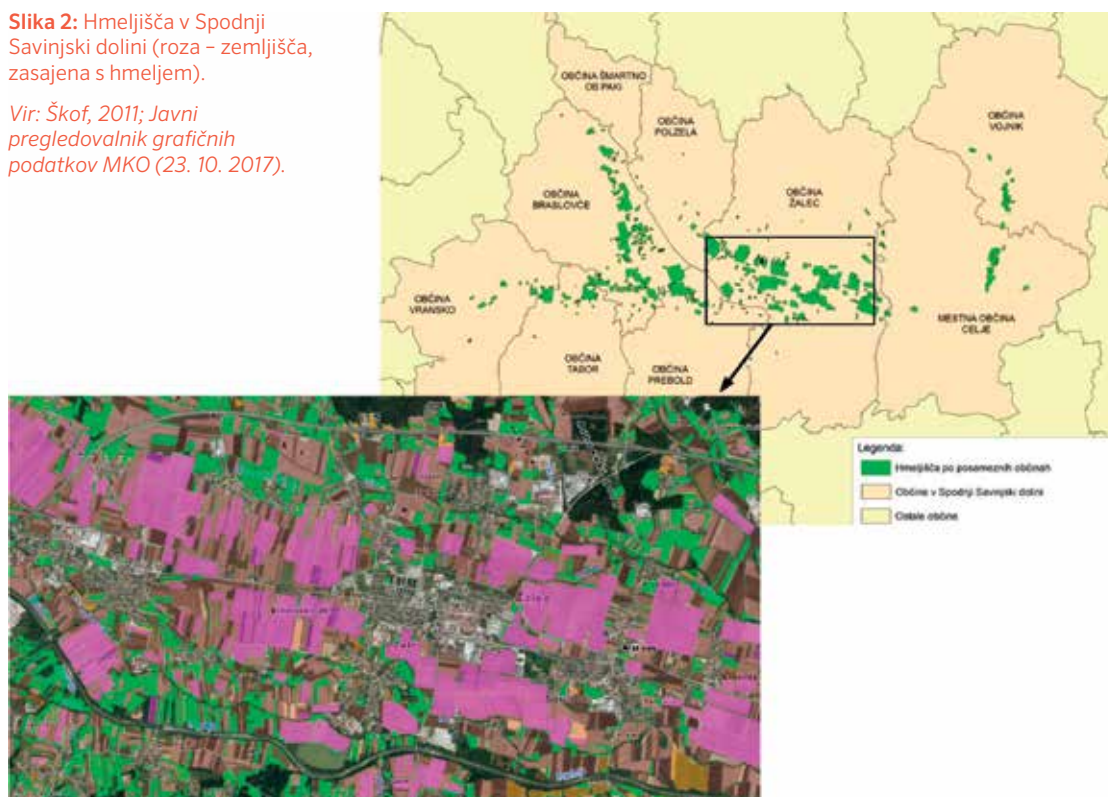 Slika 2: Hmeljišča v Spodnji
Savinjski dolini (roza – zemljišča,
zasajena s hmeljem).
Vir: Škof, 2011; Javni
pregledovalnik grafičnih
podatkov MKO (23. 10. 2017).
OBČINA ŠMARTNO
OB PAKI
OBČINA
POLZELA
OBČINA
VOJNIK
OBČINA
BRASLOVČE
OBČINA
ŽALEC
OBČINA
VRANSKO
MESTNA OBČINA
CELJE
OBČINA
TABOR
OBČINA
PREBOLD
Legenda:
Hmeljišča po posameznih občinah
Občine v Spodnji Savinjski dolini
Ostale občine